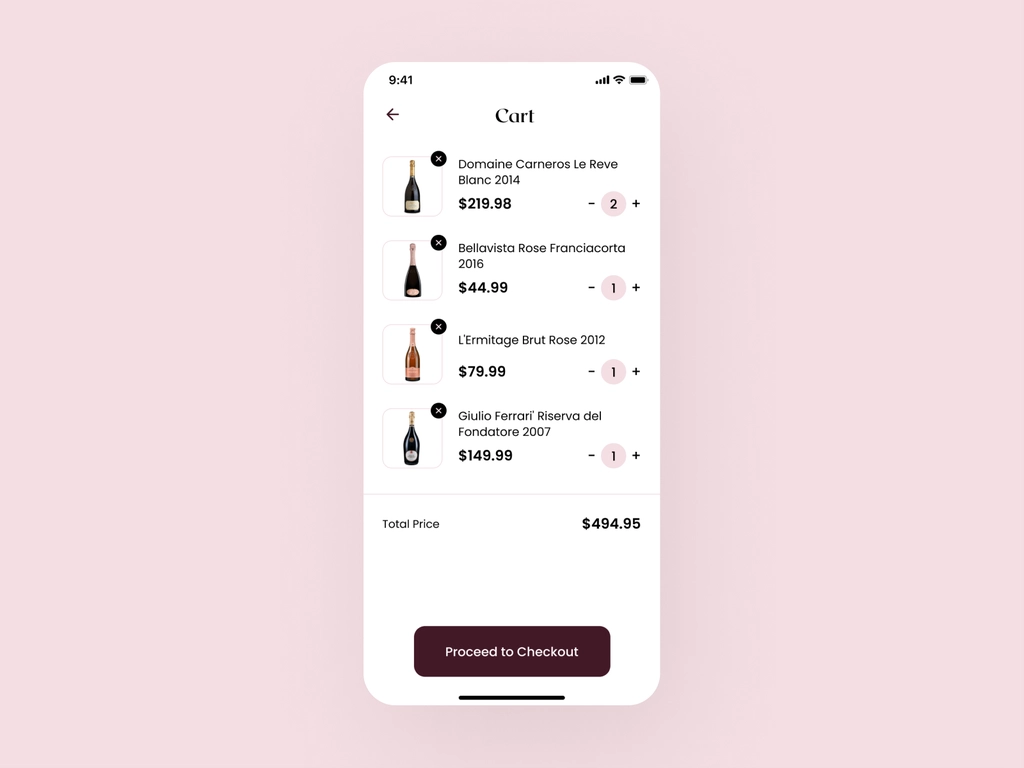 9:41
Cart
Domaine Carneros Le Reve
Blanc 2014
$219.98
- 2 +
Bellavista Rose Franciacorta
2016
$44.99
- 1 +
L'Ermitage Brut Rose 2012
$79.99
- 1 +
Giulio Ferrari' Riserva del
Fondatore 2007
$149.99
- 1 +
Total Price
$494.95
Proceed to Checkout